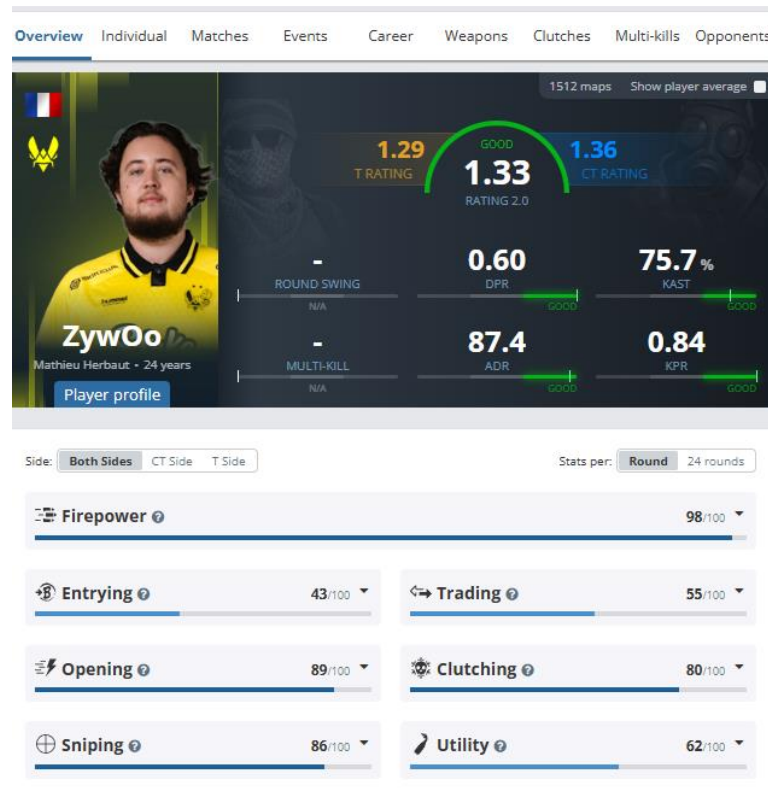 Overview Individual Matches Events Career Weapons Clutches Multi-kills Opponents
1512 maps Show player average
1.29
T RATING
GOOD
1.33
RATING 2.0
1.36
CT RATING
-
ROUND SWING
N/A
0.60
DPR
GOOD
75.7 %
KAST
GOOD
-
MULTI-KILL
N/A
87.4
ADR
GOOD
0.84
KPR
GOOD
ZywOo
Mathieu Herbaut • 24 years
Player profile
Side: Both Sides CT Side T Side
Stats per: Round 24 rounds
Firepower ? 98/100
Entrying ? 43/100
Trading ? 55/100
Opening ? 89/100
Clutching ? 80/100
Sniping ? 86/100
Utility ? 62/100